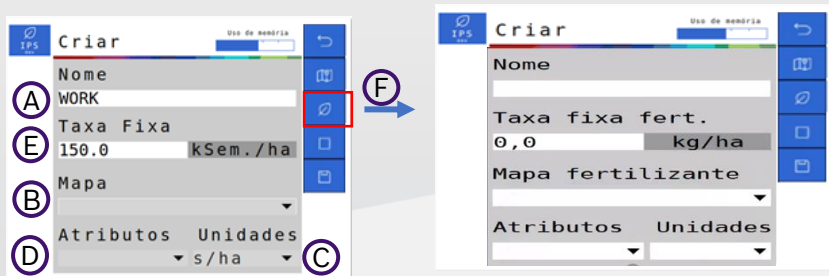 IPS
Criar
Uso de memória
Nome
A
WORK
Taxa Fixa
E
150.0 kSem./ha
Mapa
B
Atributos Unidades
D
s/ha
C
F
IPS
Criar
Uso de memória
Nome
Taxa fixa fert.
0,0 kg/ha
Mapa fertilizante
Atributos Unidades